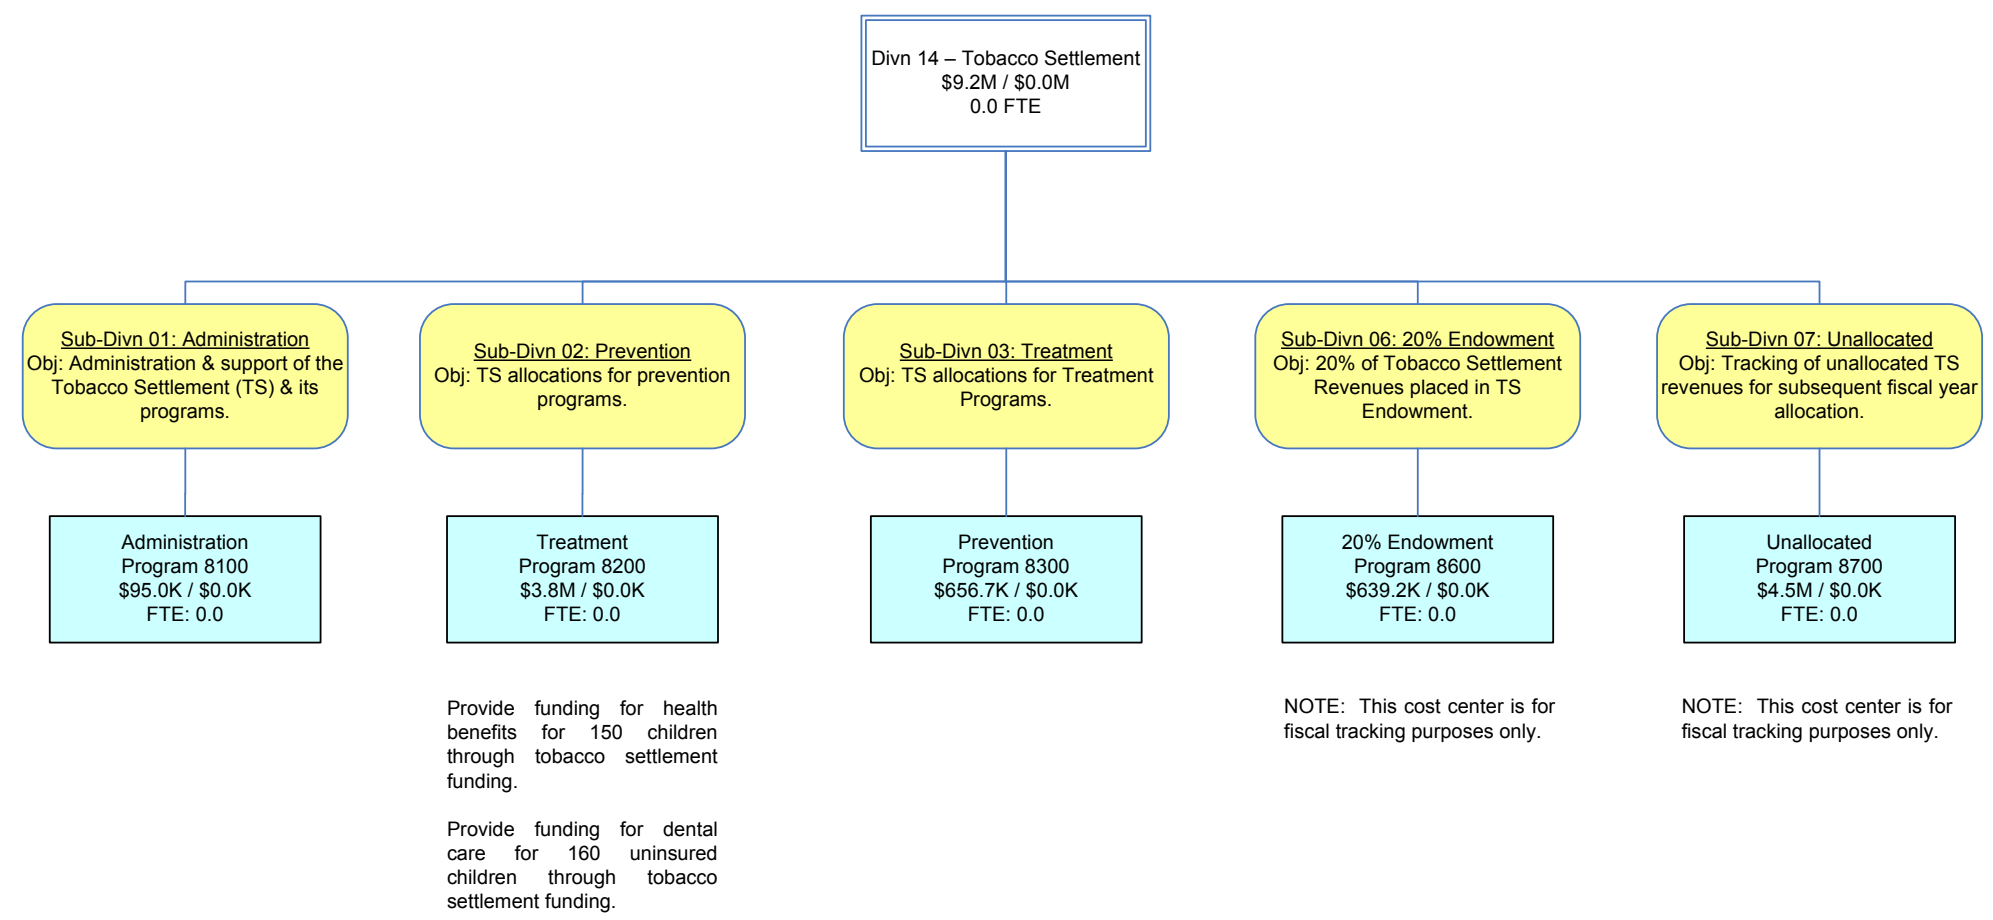 Divn 14 – Tobacco Settlement
$9.2M / $0.0M
0.0 FTE
Sub-Divn 01: Administration
Obj: Administration & support of the
Tobacco Settlement (TS) & its
programs.
Sub-Divn 02: Prevention
Obj: TS allocations for prevention
programs.
Sub-Divn 03: Treatment
Obj: TS allocations for Treatment
Programs.
Sub-Divn 06: 20% Endowment
Obj: 20% of Tobacco Settlement
Revenues placed in TS
Endowment.
Sub-Divn 07: Unallocated
Obj: Tracking of unallocated TS
revenues for subsequent fiscal year
allocation.
Administration
Program 8100
$95.0K / $0.0K
FTE: 0.0
Treatment
Program 8200
$3.8M / $0.0K
FTE: 0.0
Prevention
Program 8300
$656.7K / $0.0K
FTE: 0.0
20% Endowment
Program 8600
$639.2K / $0.0K
FTE: 0.0
Unallocated
Program 8700
$4.5M / $0.0K
FTE: 0.0
Provide funding for health
benefits for 150 children
through tobacco settlement
funding.
Provide funding for dental
care for 160 uninsured
children through tobacco
settlement funding.
NOTE: This cost center is for
fiscal tracking purposes only.
NOTE: This cost center is for
fiscal tracking purposes only.